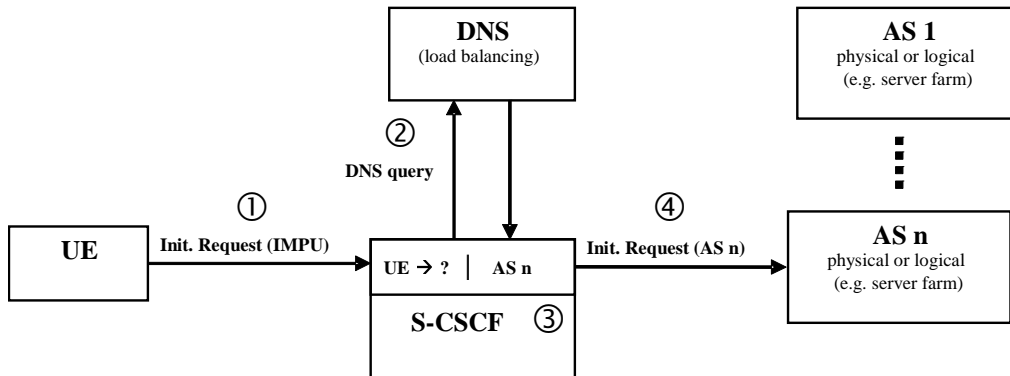 DNS
(load balancing)
AS 1
physical or logical
(e.g. server farm)
②
DNS query
①
④
UE
Init. Request (IMPU)
UE → ? | AS n
Init. Request (AS n)
AS n
physical or logical
(e.g. server farm)
S-CSCF ③